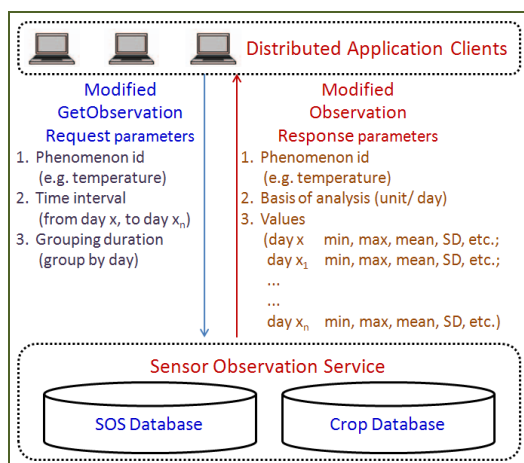 Distributed Application Clients
Modified
GetObservation
Request parameters
1. Phenomenon id
(e.g. temperature)
2. Time interval
(from day x, to day xn)
3. Grouping duration
(group by day)
Modified
Observation
Response parameters
1. Phenomenon id
(e.g. temperature)
2. Basis of analysis (unit/ day)
3. Values
(day x min, max, mean, SD, etc.;
day x1 min, max, mean, SD, etc.;
...
...
day xn min, max, mean, SD, etc.)
Sensor Observation Service
SOS Database
Crop Database